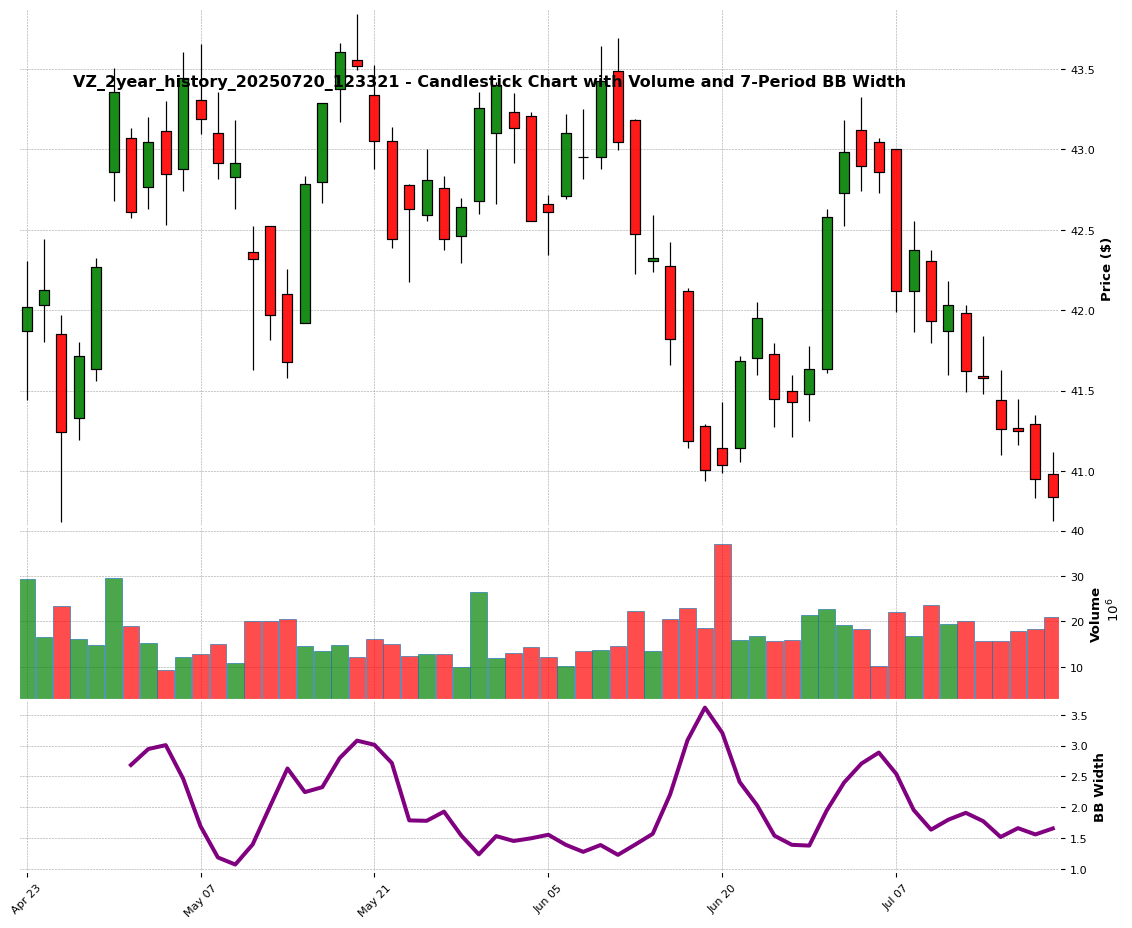 VZ_2year_history_20250720_123321 - Candlestick Chart with Volume and 7-Period BB Width
43.5
43.0
42.5
42.0
41.5
41.0
Price ($)
40
30
20
10
Volume
10^6
3.5
3.0
2.5
2.0
1.5
1.0
BB Width
Apr 23
May 07
May 21
Jun 05
Jun 20
Jul 07